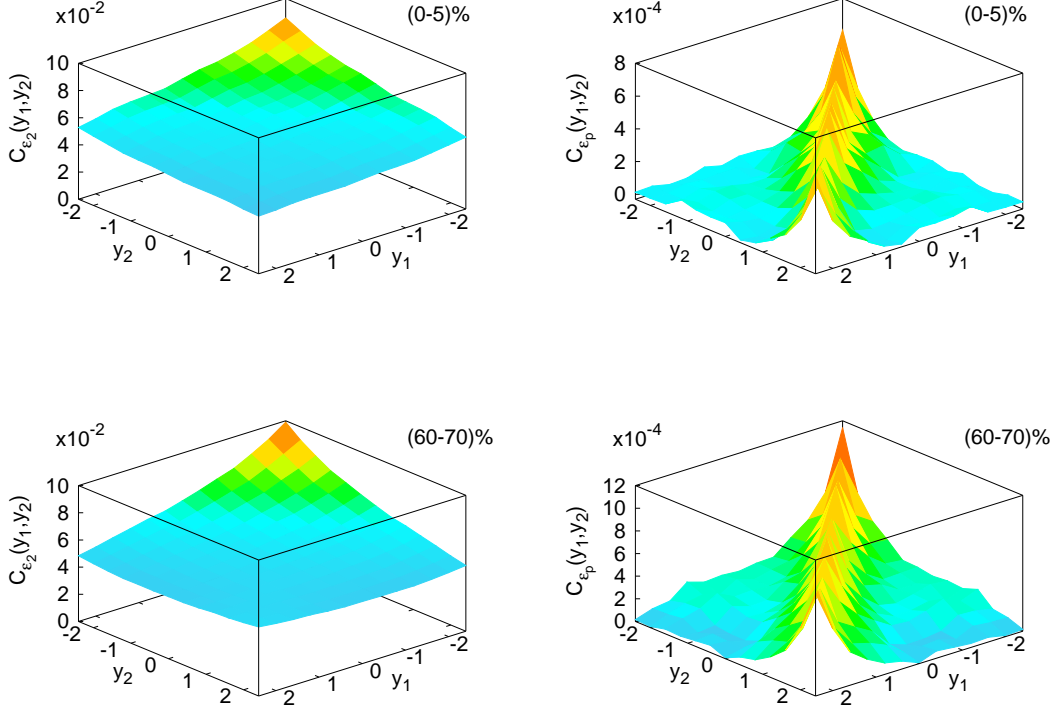 x10⁻² (0-5)%
10
8
6
4
2
0
C_ε₂(y₁,y₂)
-2 -1 0 1 2
y₂
2 1 0 -1 -2
y₁
x10⁻⁴ (0-5)%
8
6
4
2
0
C_εₚ(y₁,y₂)
-2 -1 0 1 2
y₂
2 1 0 -1 -2
y₁
x10⁻² (60-70)%
10
8
6
4
2
0
C_ε₂(y₁,y₂)
-2 -1 0 1 2
y₂
2 1 0 -1 -2
y₁
x10⁻⁴ (60-70)%
12
10
8
6
4
2
0
C_εₚ(y₁,y₂)
-2 -1 0 1 2
y₂
2 1 0 -1 -2
y₁